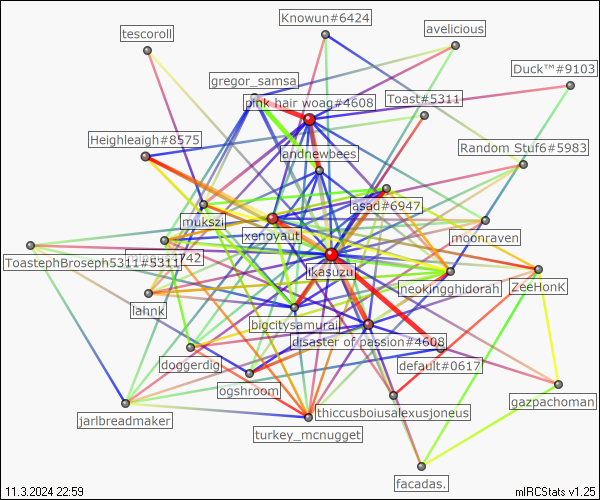 Knowun#6424
tescoroll
avelicious
Duck™#9103
gregor_samsa
pink hair woag#4608
Toast#5311
Heighleaigh#8575
Random Stuf6#5983
andnewbees
asad#6947
mukszi
xenovaut
moonraven
742
ToastephBroseph5311#5311
ikasuzu
neokingghidorah
ZeeHonK
lahnk
bigcitysamurai
disaster of passion#4608
doggerdig
default#0617
ogshroom
gazpachoman
thiccusboiusalexusjoneus
jarlbreadmaker
turkey_mcnugget
facadas.
11.3.2024 22:59
mIRCStats v1.25